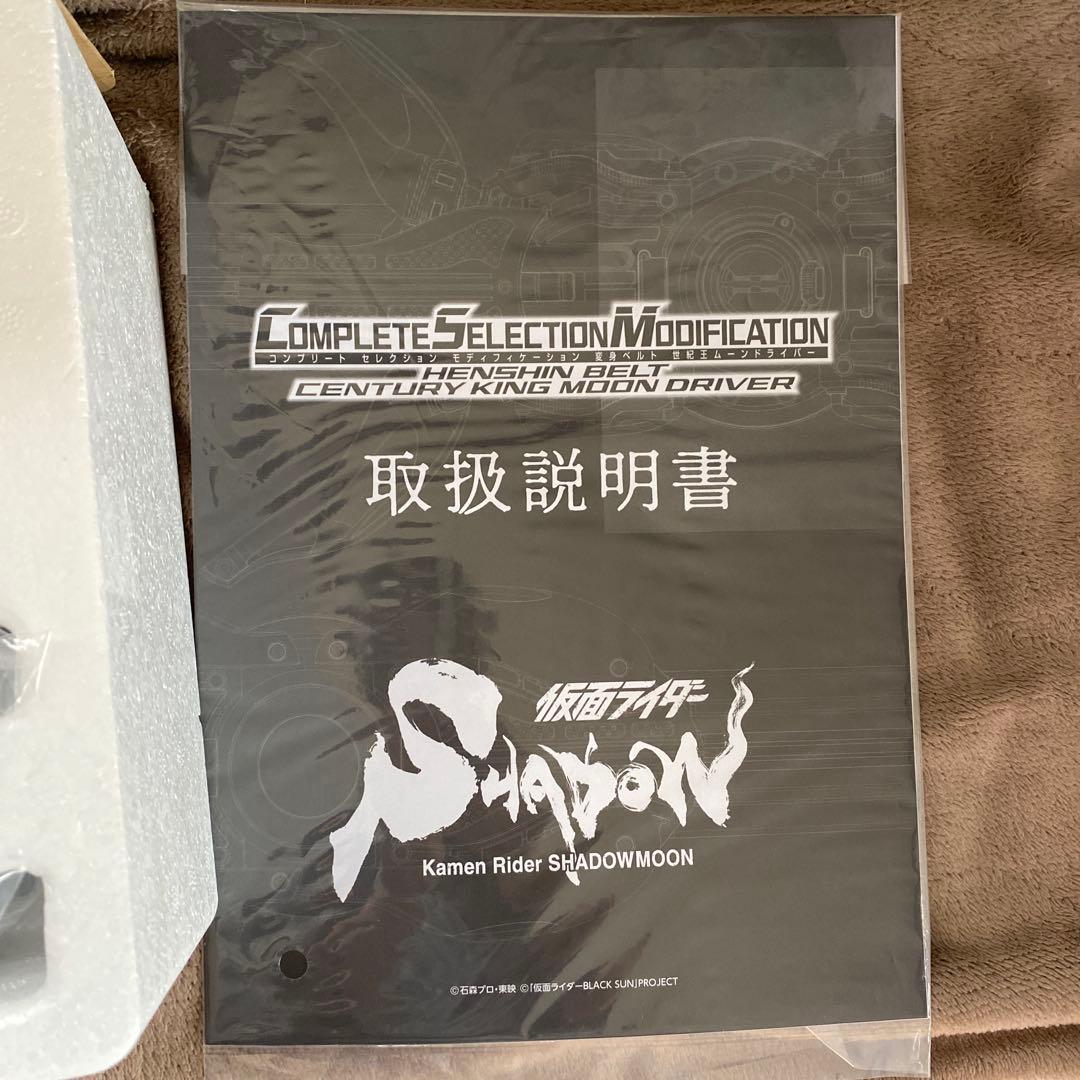 COMPLETE SELECTION MODIFICATION
コンプリート セレクション モディフィケーション 変身ベルト 世紀王ムーンドライバー
HENSHIN BELT
CENTURY KING MOON DRIVER
取扱説明書
仮面ライダー
SHADOW
Kamen Rider SHADOWMOON
©石森プロ・東映 ©「仮面ライダーBLACK SUN」PROJECT